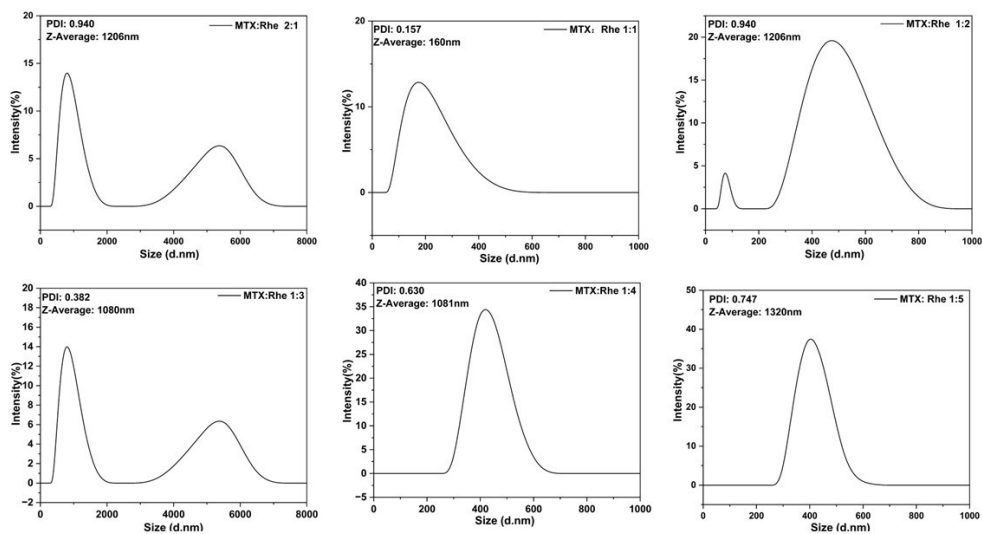 PDI: 0.940
Z-Average: 1206nm
MTX:Rhe 2:1
15
10
5
0
Intensity(%)
0 2000 4000 6000 8000
Size (d.nm)
PDI: 0.157
Z-Average: 160nm
MTX: Rhe 1:1
20
10
0
Intensity(%)
0 200 400 600 800 1000
Size (d.nm)
PDI: 0.940
Z-Average: 1206nm
MTX:Rhe 1:2
20
15
10
5
0
Intensity(%)
0 200 400 600 800 1000
Size (d.nm)
PDI: 0.382
Z-Average: 1080nm
MTX:Rhe 1:3
20
18
16
14
12
10
8
6
4
2
0
−2
Intensity(%)
0 2000 4000 6000 8000
Size (d.nm)
PDI: 0.630
Z-Average: 1081nm
MTX:Rhe 1:4
40
35
30
25
20
15
10
5
0
−5
Intensity(%)
0 200 400 600 800 1000
Size (d.nm)
PDI: 0.747
Z-Average: 1320nm
MTX: Rhe 1:5
50
40
30
20
10
0
Intensity(%)
0 200 400 600 800 1000
Size (d.nm)